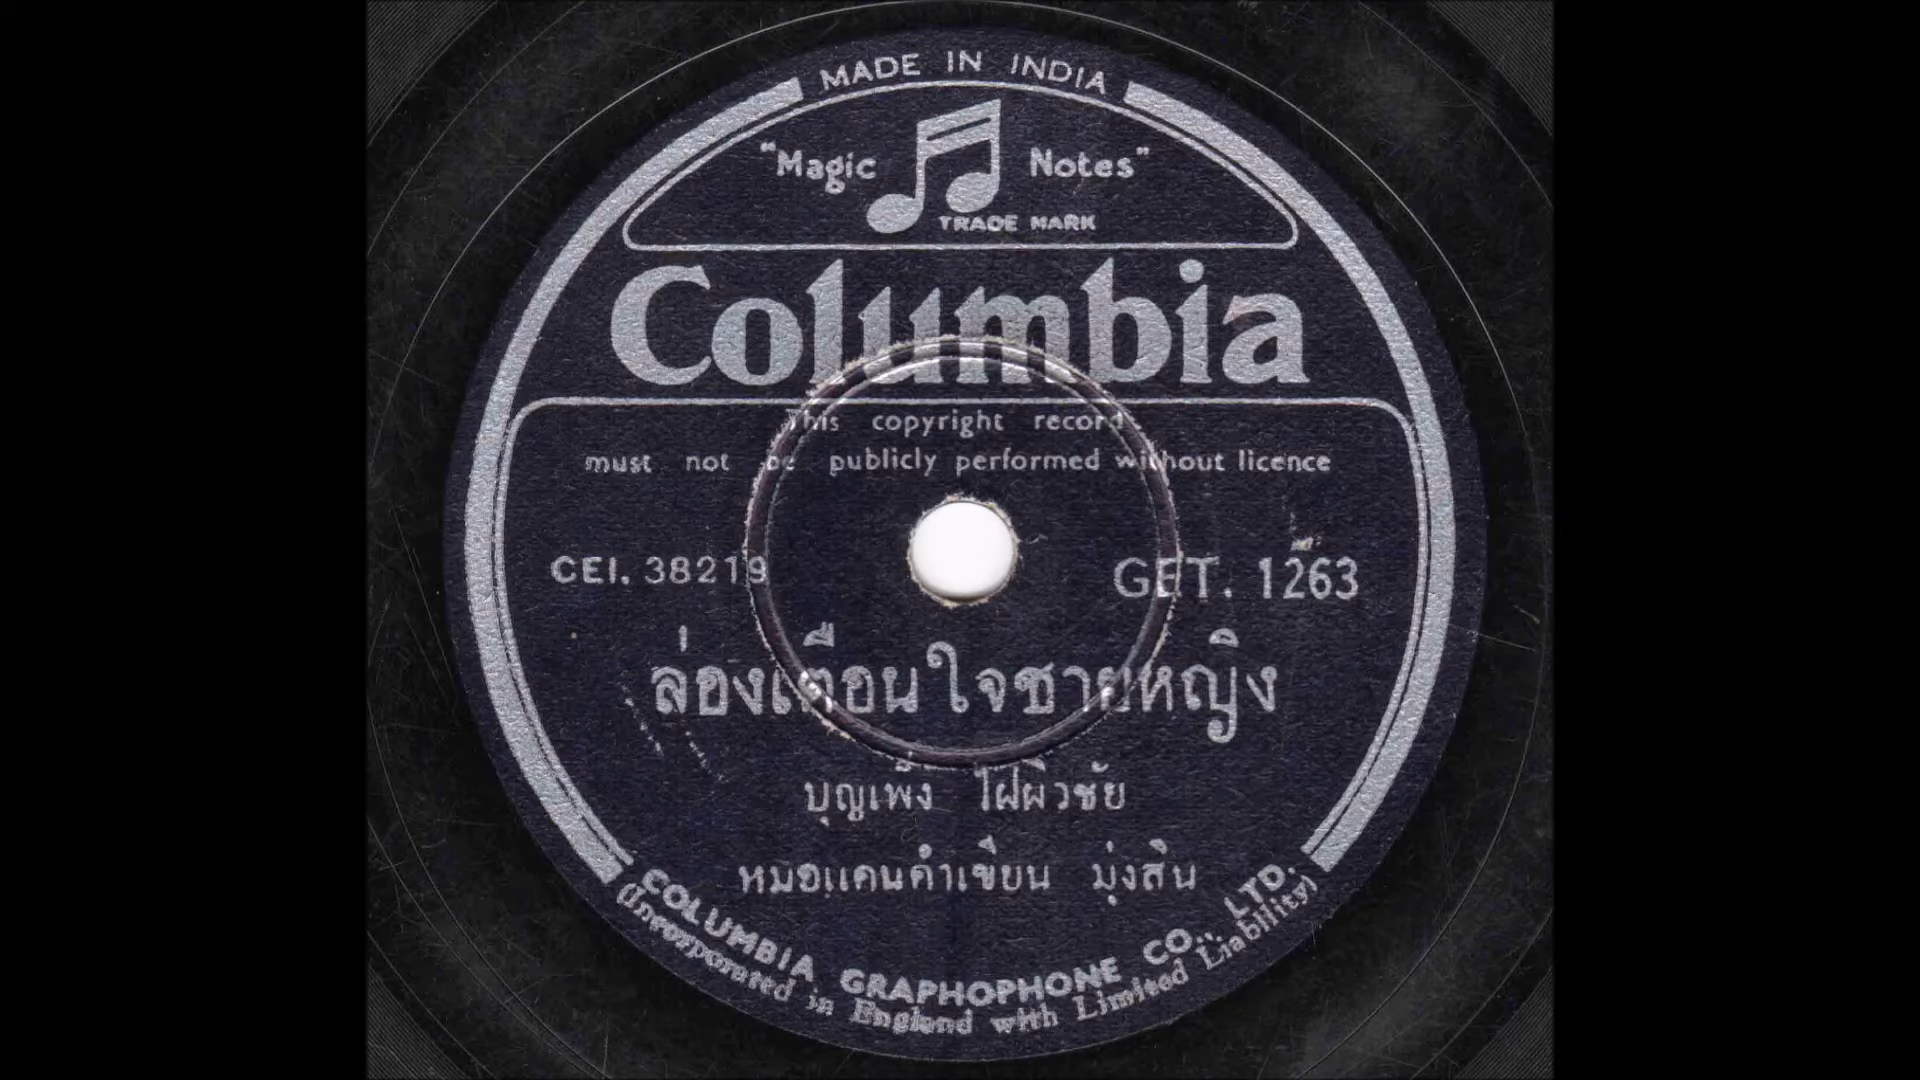 MADE IN INDIA
"Magic Notes"
TRADE MARK
Columbia
This copyright record
must not be publicly performed without licence
CEI. 38219
GET. 1263
ล่องเตือนใจชายหญิง
บุญเพ้ง ไฝผิวชัย
หมอแคนคำเขียน มุ่งสิน
COLUMBIA GRAPHOPHONE CO., LTD.
(Incorporated in England with Limited Liability)